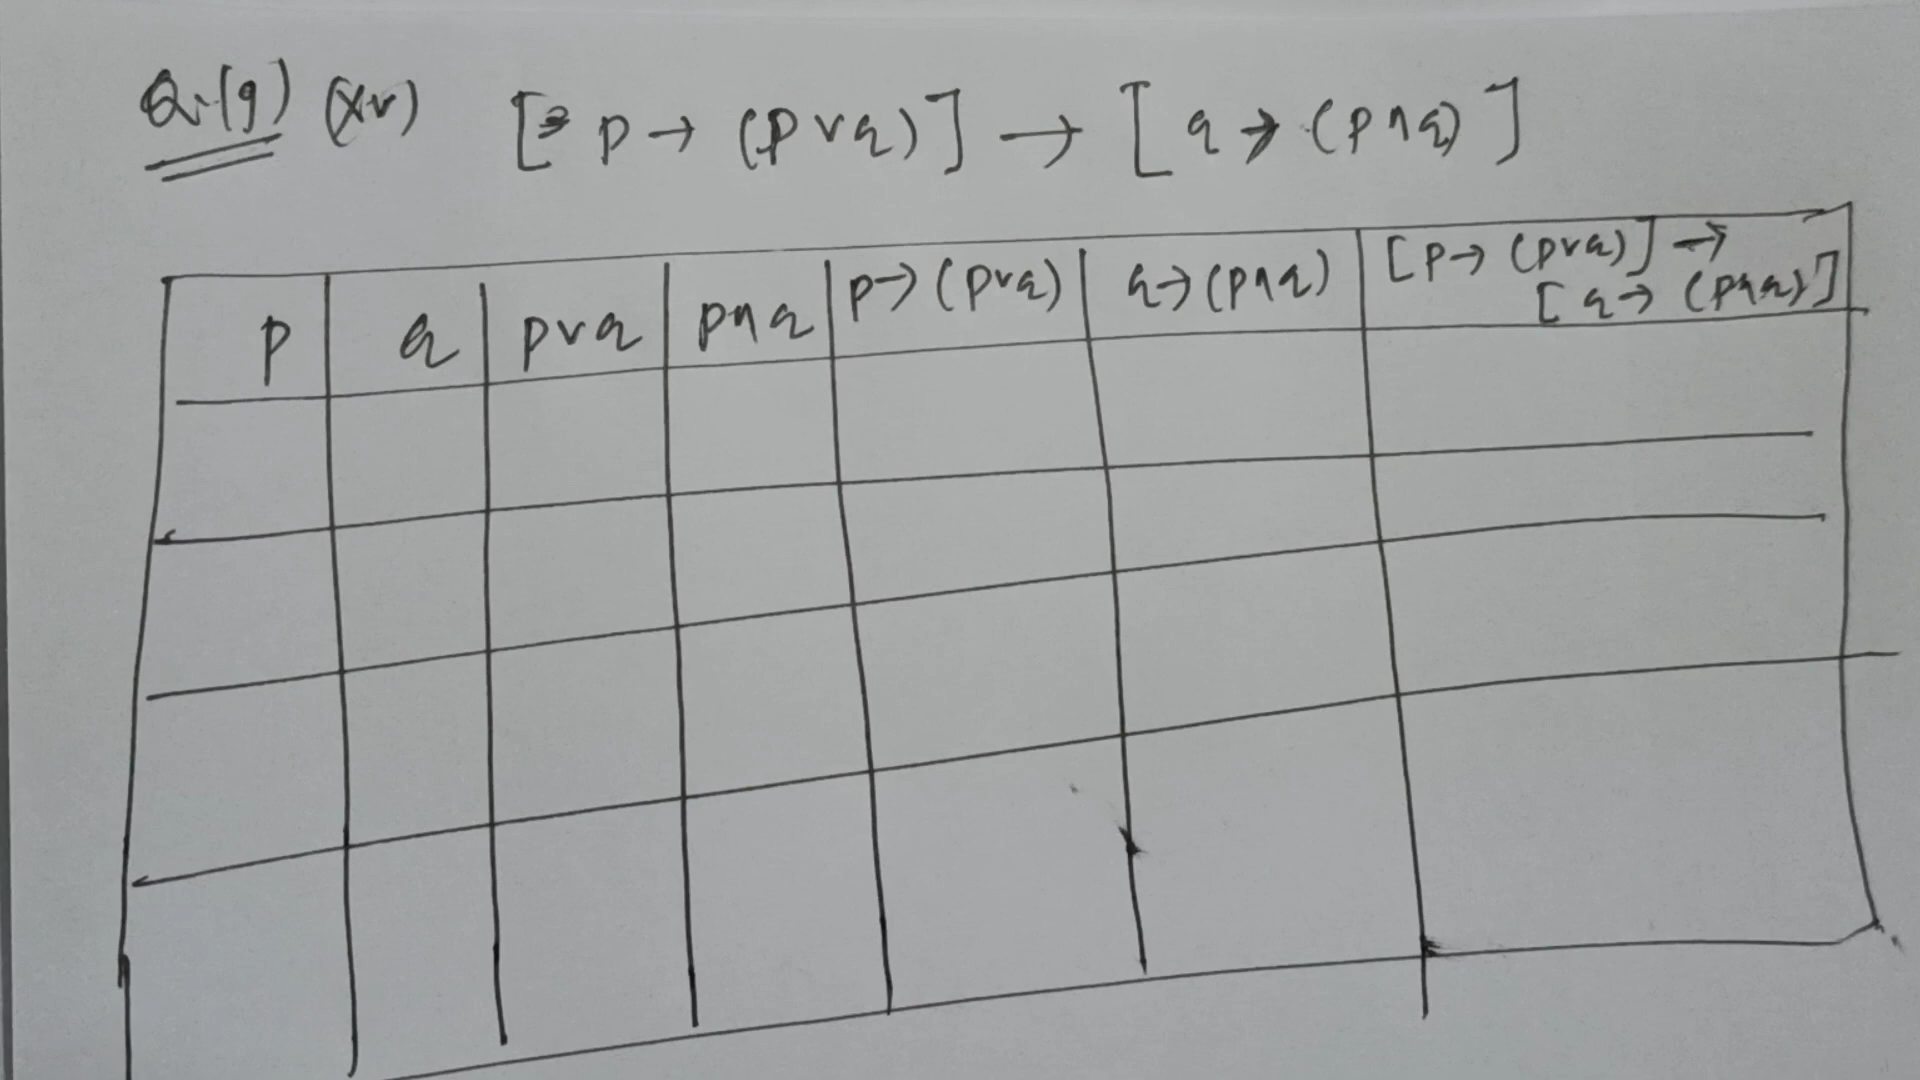 Q.(9) (xv) [ p → (p ∨ q)] → [ q → (p ∧ q) ]
p q p∨q p∧q p→(p∨q) q→(p∧q) [p→ (p∨q)] →
[ q→ (p∧q)]